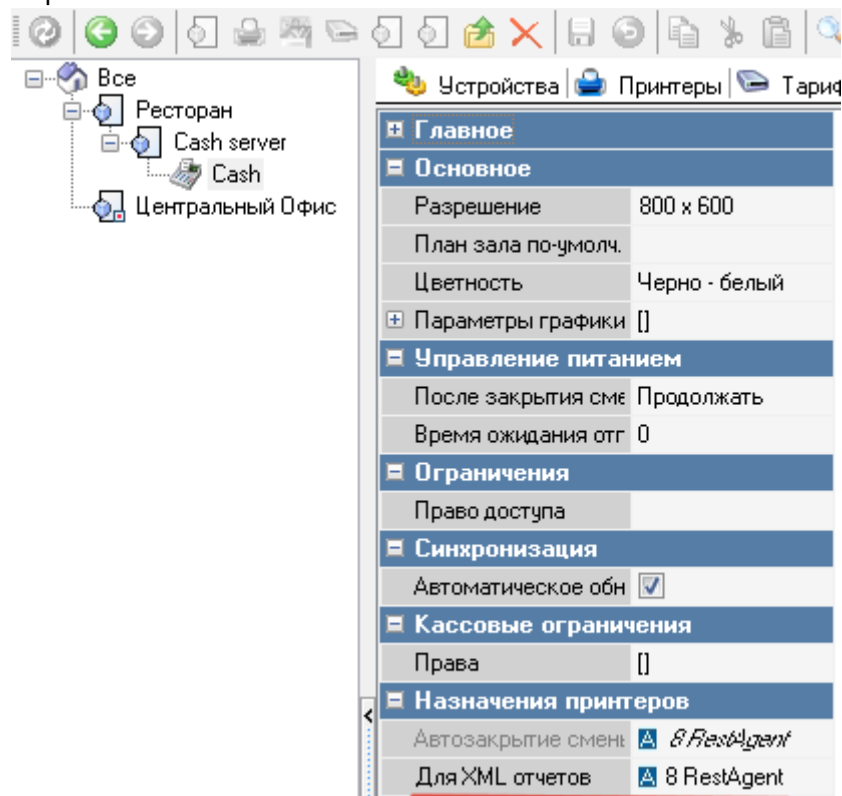 Все
Ресторан
Cash server
Cash
Центральный Офис
Устройства Принтеры Тариф
Главное
Основное
Разрешение 800 x 600
План зала по-умолч.
Цветность Черно - белый
Параметры графики []
Управление питанием
После закрытия сме Продолжать
Время ожидания отг 0
Ограничения
Право доступа
Синхронизация
Автоматическое обн
Кассовые ограничения
Права []
Назначения принтеров
Автозакрытие смень 8 RestAgent
Для XML отчетов 8 RestAgent